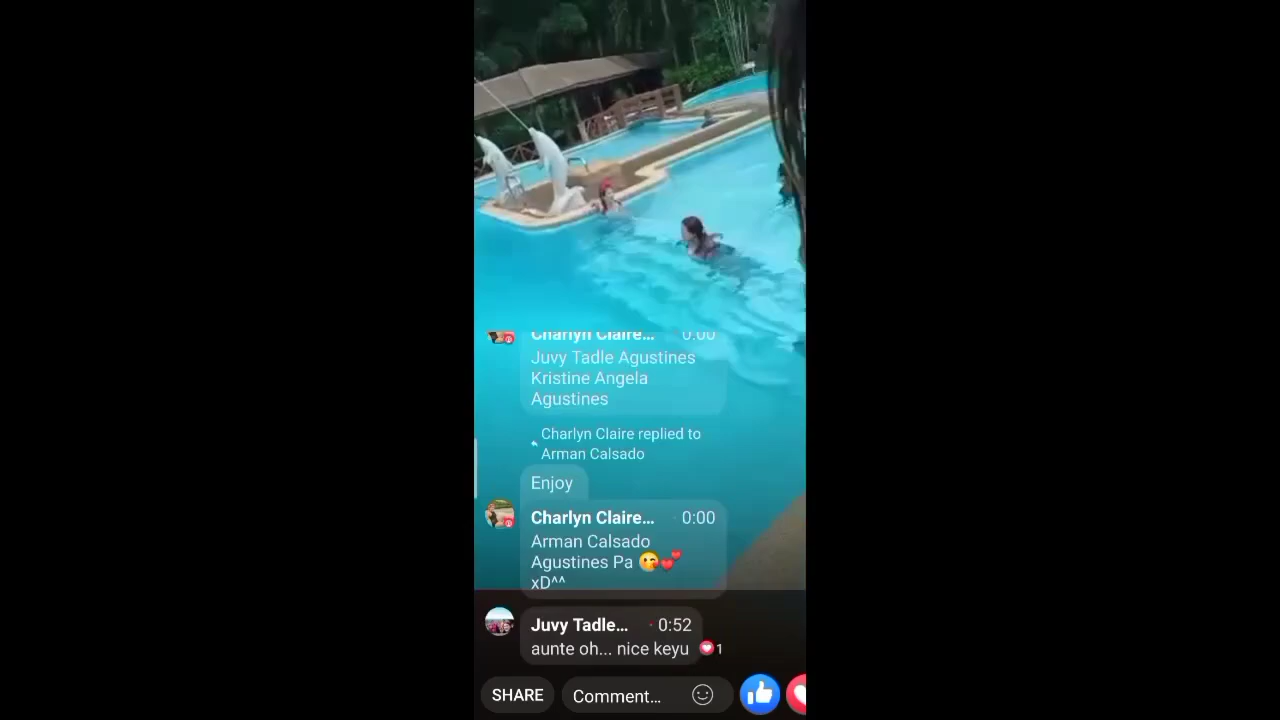 Charlyn Claire... 0:00
Juvy Tadle Agustines
Kristine Angela
Agustines
Charlyn Claire replied to
Arman Calsado
Enjoy
Charlyn Claire... · 0:00
Arman Calsado
Agustines Pa 😘💕
xD^^
Juvy Tadle... · 0:52
aunte oh... nice keyu ❤1
SHARE
Comment...